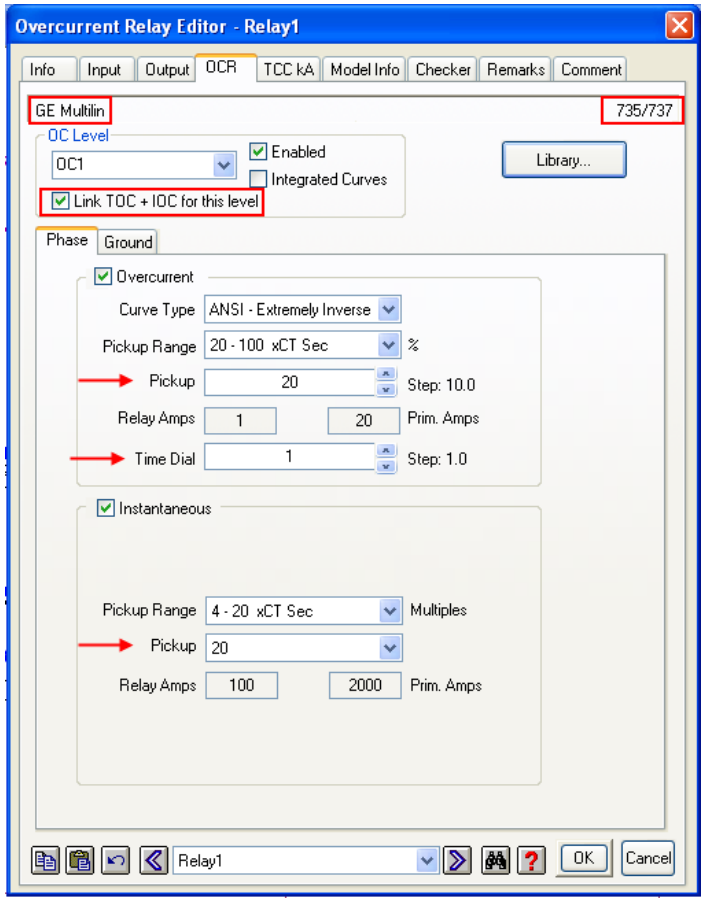 Overcurrent Relay Editor - Relay1
Info Input Output OCR TCC kA Model Info Checker Remarks Comment
GE Multilin 735/737
OC Level
OC1
Enabled
Integrated Curves
Library...
Link TOC + IOC for this level
Phase Ground
Overcurrent
Curve Type ANSI - Extremely Inverse
Pickup Range 20 - 100 xCT Sec %
Pickup 20 Step: 10.0
Relay Amps 1 20 Prim. Amps
Time Dial 1 Step: 1.0
Instantaneous
Pickup Range 4 - 20 xCT Sec Multiples
Pickup 20
Relay Amps 100 2000 Prim. Amps
Relay1 ? OK Cancel